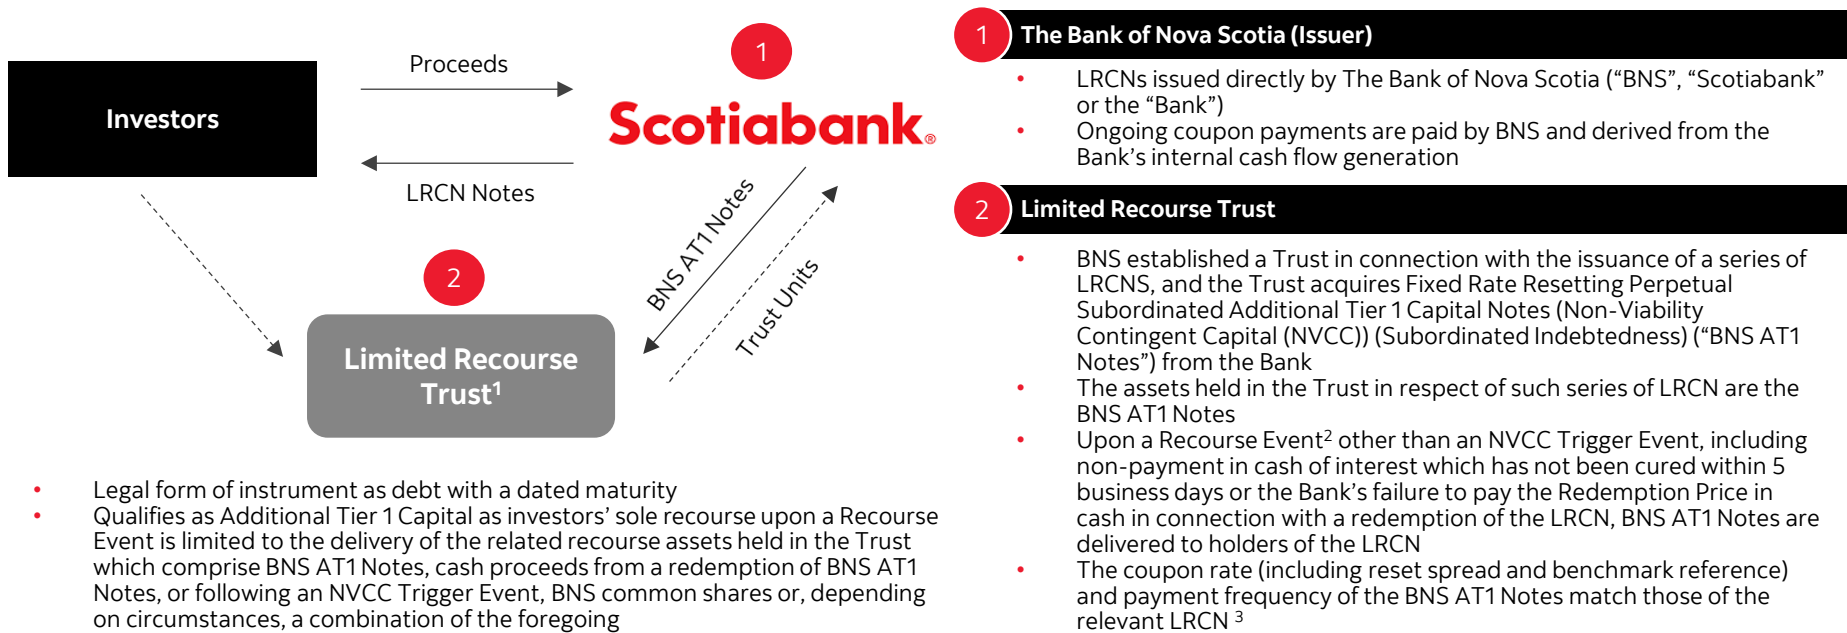 Investors
Proceeds
LRCN Notes
1
Scotiabank®
BNS AT1 Notes
Trust Units
2
Limited Recourse
Trust¹
• Legal form of instrument as debt with a dated maturity
• Qualifies as Additional Tier 1 Capital as investors’ sole recourse upon a Recourse
Event is limited to the delivery of the related recourse assets held in the Trust
which comprise BNS AT1 Notes, cash proceeds from a redemption of BNS AT1
Notes, or following an NVCC Trigger Event, BNS common shares or, depending
on circumstances, a combination of the foregoing
1 The Bank of Nova Scotia (Issuer)
• LRCNs issued directly by The Bank of Nova Scotia (“BNS”, “Scotiabank”
or the “Bank”)
• Ongoing coupon payments are paid by BNS and derived from the
Bank’s internal cash flow generation
2 Limited Recourse Trust
• BNS established a Trust in connection with the issuance of a series of
LRCNS, and the Trust acquires Fixed Rate Resetting Perpetual
Subordinated Additional Tier 1 Capital Notes (Non-Viability
Contingent Capital (NVCC)) (Subordinated Indebtedness) (“BNS AT1
Notes”) from the Bank
• The assets held in the Trust in respect of such series of LRCN are the
BNS AT1 Notes
• Upon a Recourse Event² other than an NVCC Trigger Event, including
non-payment in cash of interest which has not been cured within 5
business days or the Bank’s failure to pay the Redemption Price in
cash in connection with a redemption of the LRCN, BNS AT1 Notes are
delivered to holders of the LRCN
• The coupon rate (including reset spread and benchmark reference)
and payment frequency of the BNS AT1 Notes match those of the
relevant LRCN ³